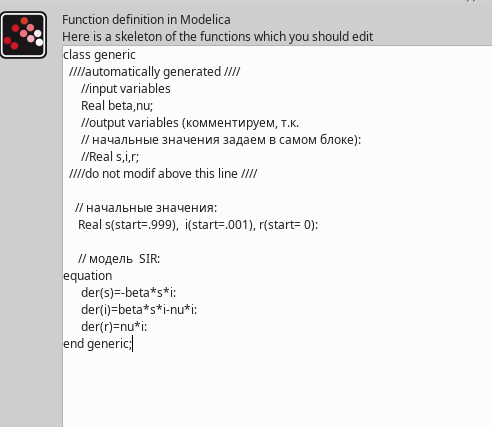 Function definition in Modelica
Here is a skeleton of the functions which you should edit
class generic
////automatically generated ////
//input variables
Real beta,nu;
//output variables (комментируем, т.к.
// начальные значения задаем в самом блоке):
//Real s,i,r;
////do not modif above this line ////
// начальные значения:
Real s(start=.999),  i(start=.001), r(start= 0):
// модель  SIR:
equation
der(s)=-beta*s*i:
der(i)=beta*s*i-nu*i:
der(r)=nu*i:
end generic;